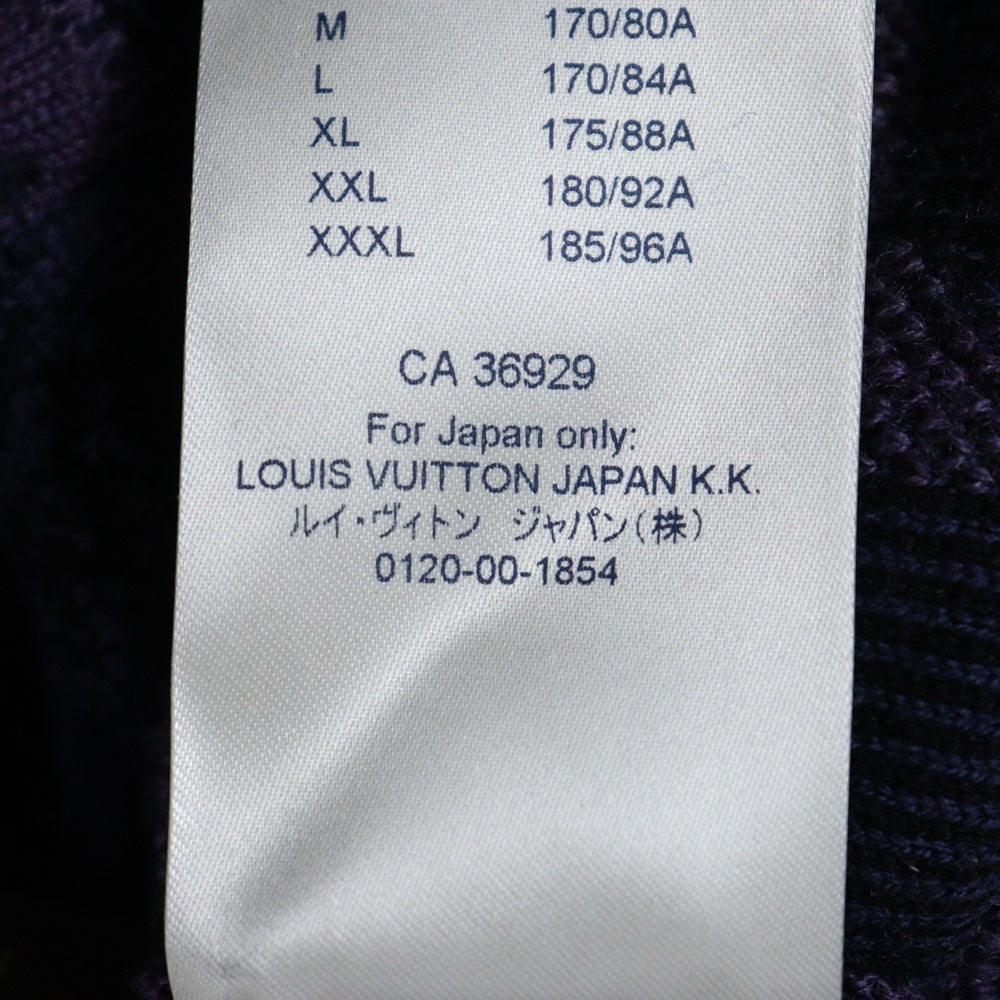 M 170/80A
L 170/84A
XL 175/88A
XXL 180/92A
XXXL 185/96A
CA 36929
For Japan only:
LOUIS VUITTON JAPAN K.K.
ルイ・ヴィトン ジャパン(株)
0120-00-1854